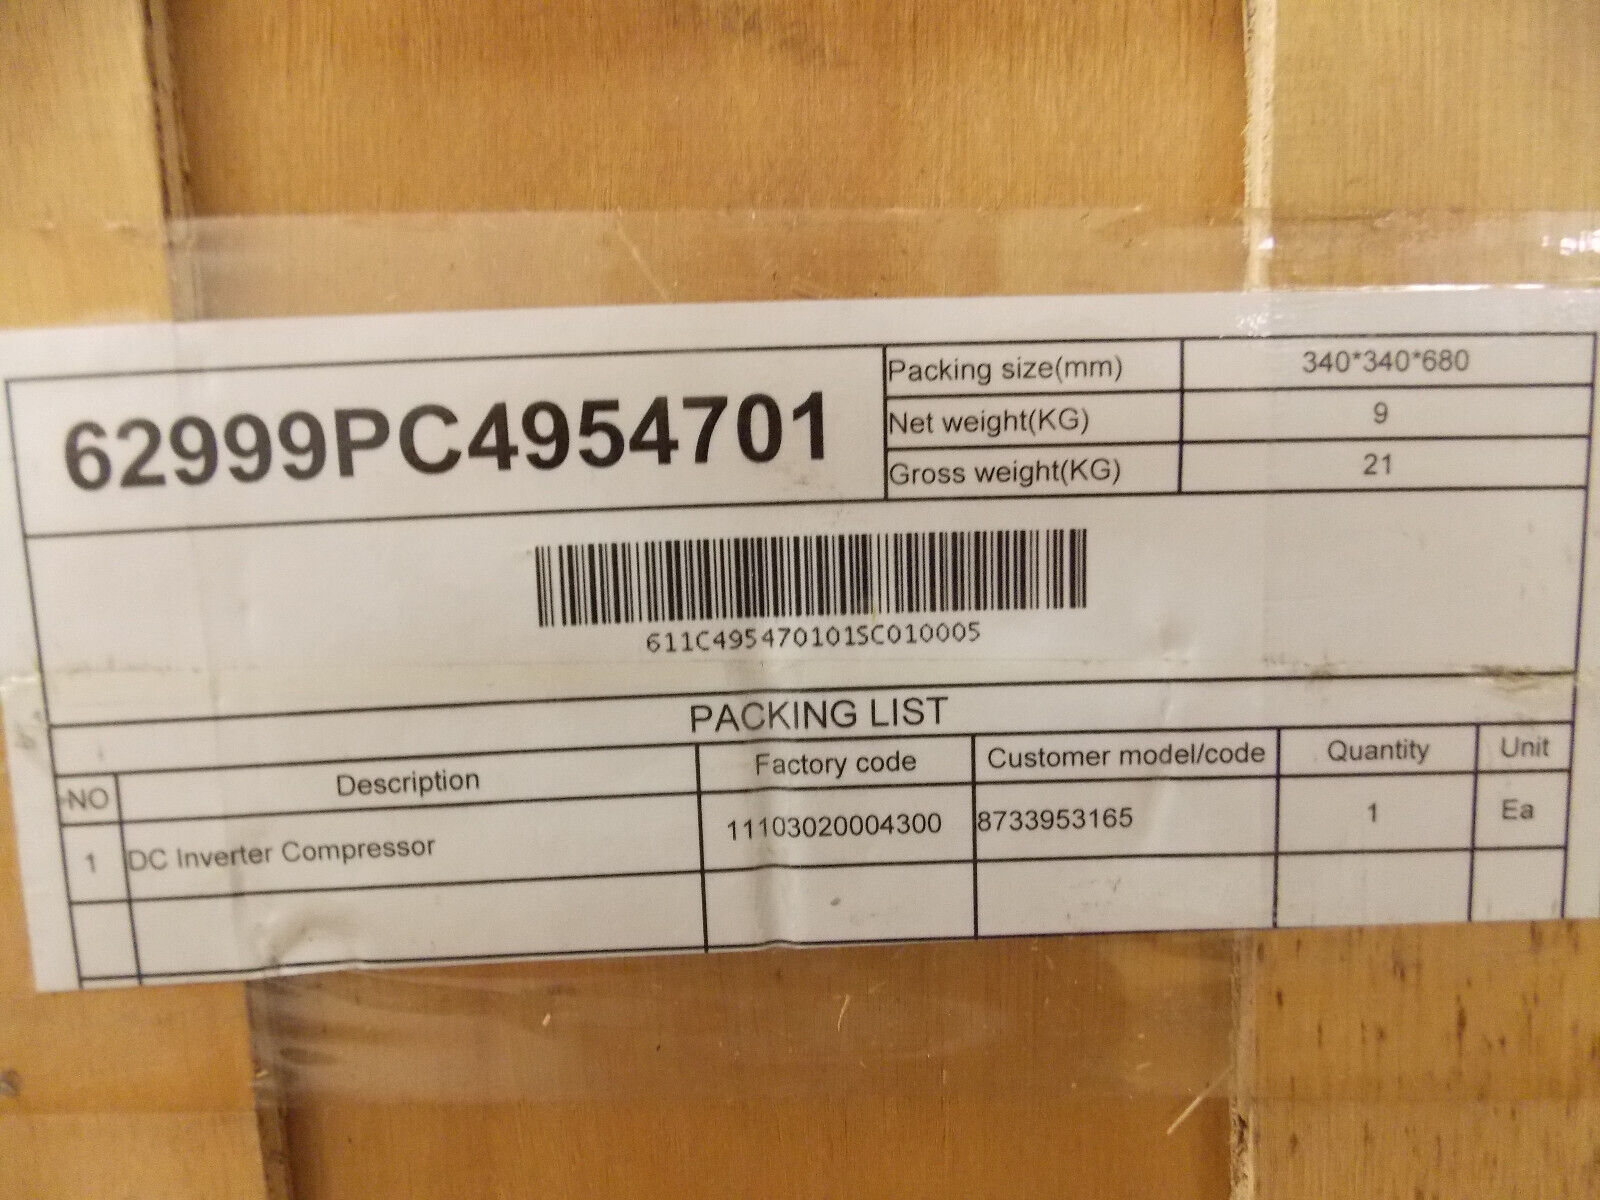 62999PC4954701
Packing size(mm) 340*340*680
Net weight(KG) 9
Gross weight(KG) 21
611C495470101SC010005
PACKING LIST
NO Description Factory code Customer model/code Quantity Unit
1 DC Inverter Compressor 11103020004300 8733953165 1 Ea